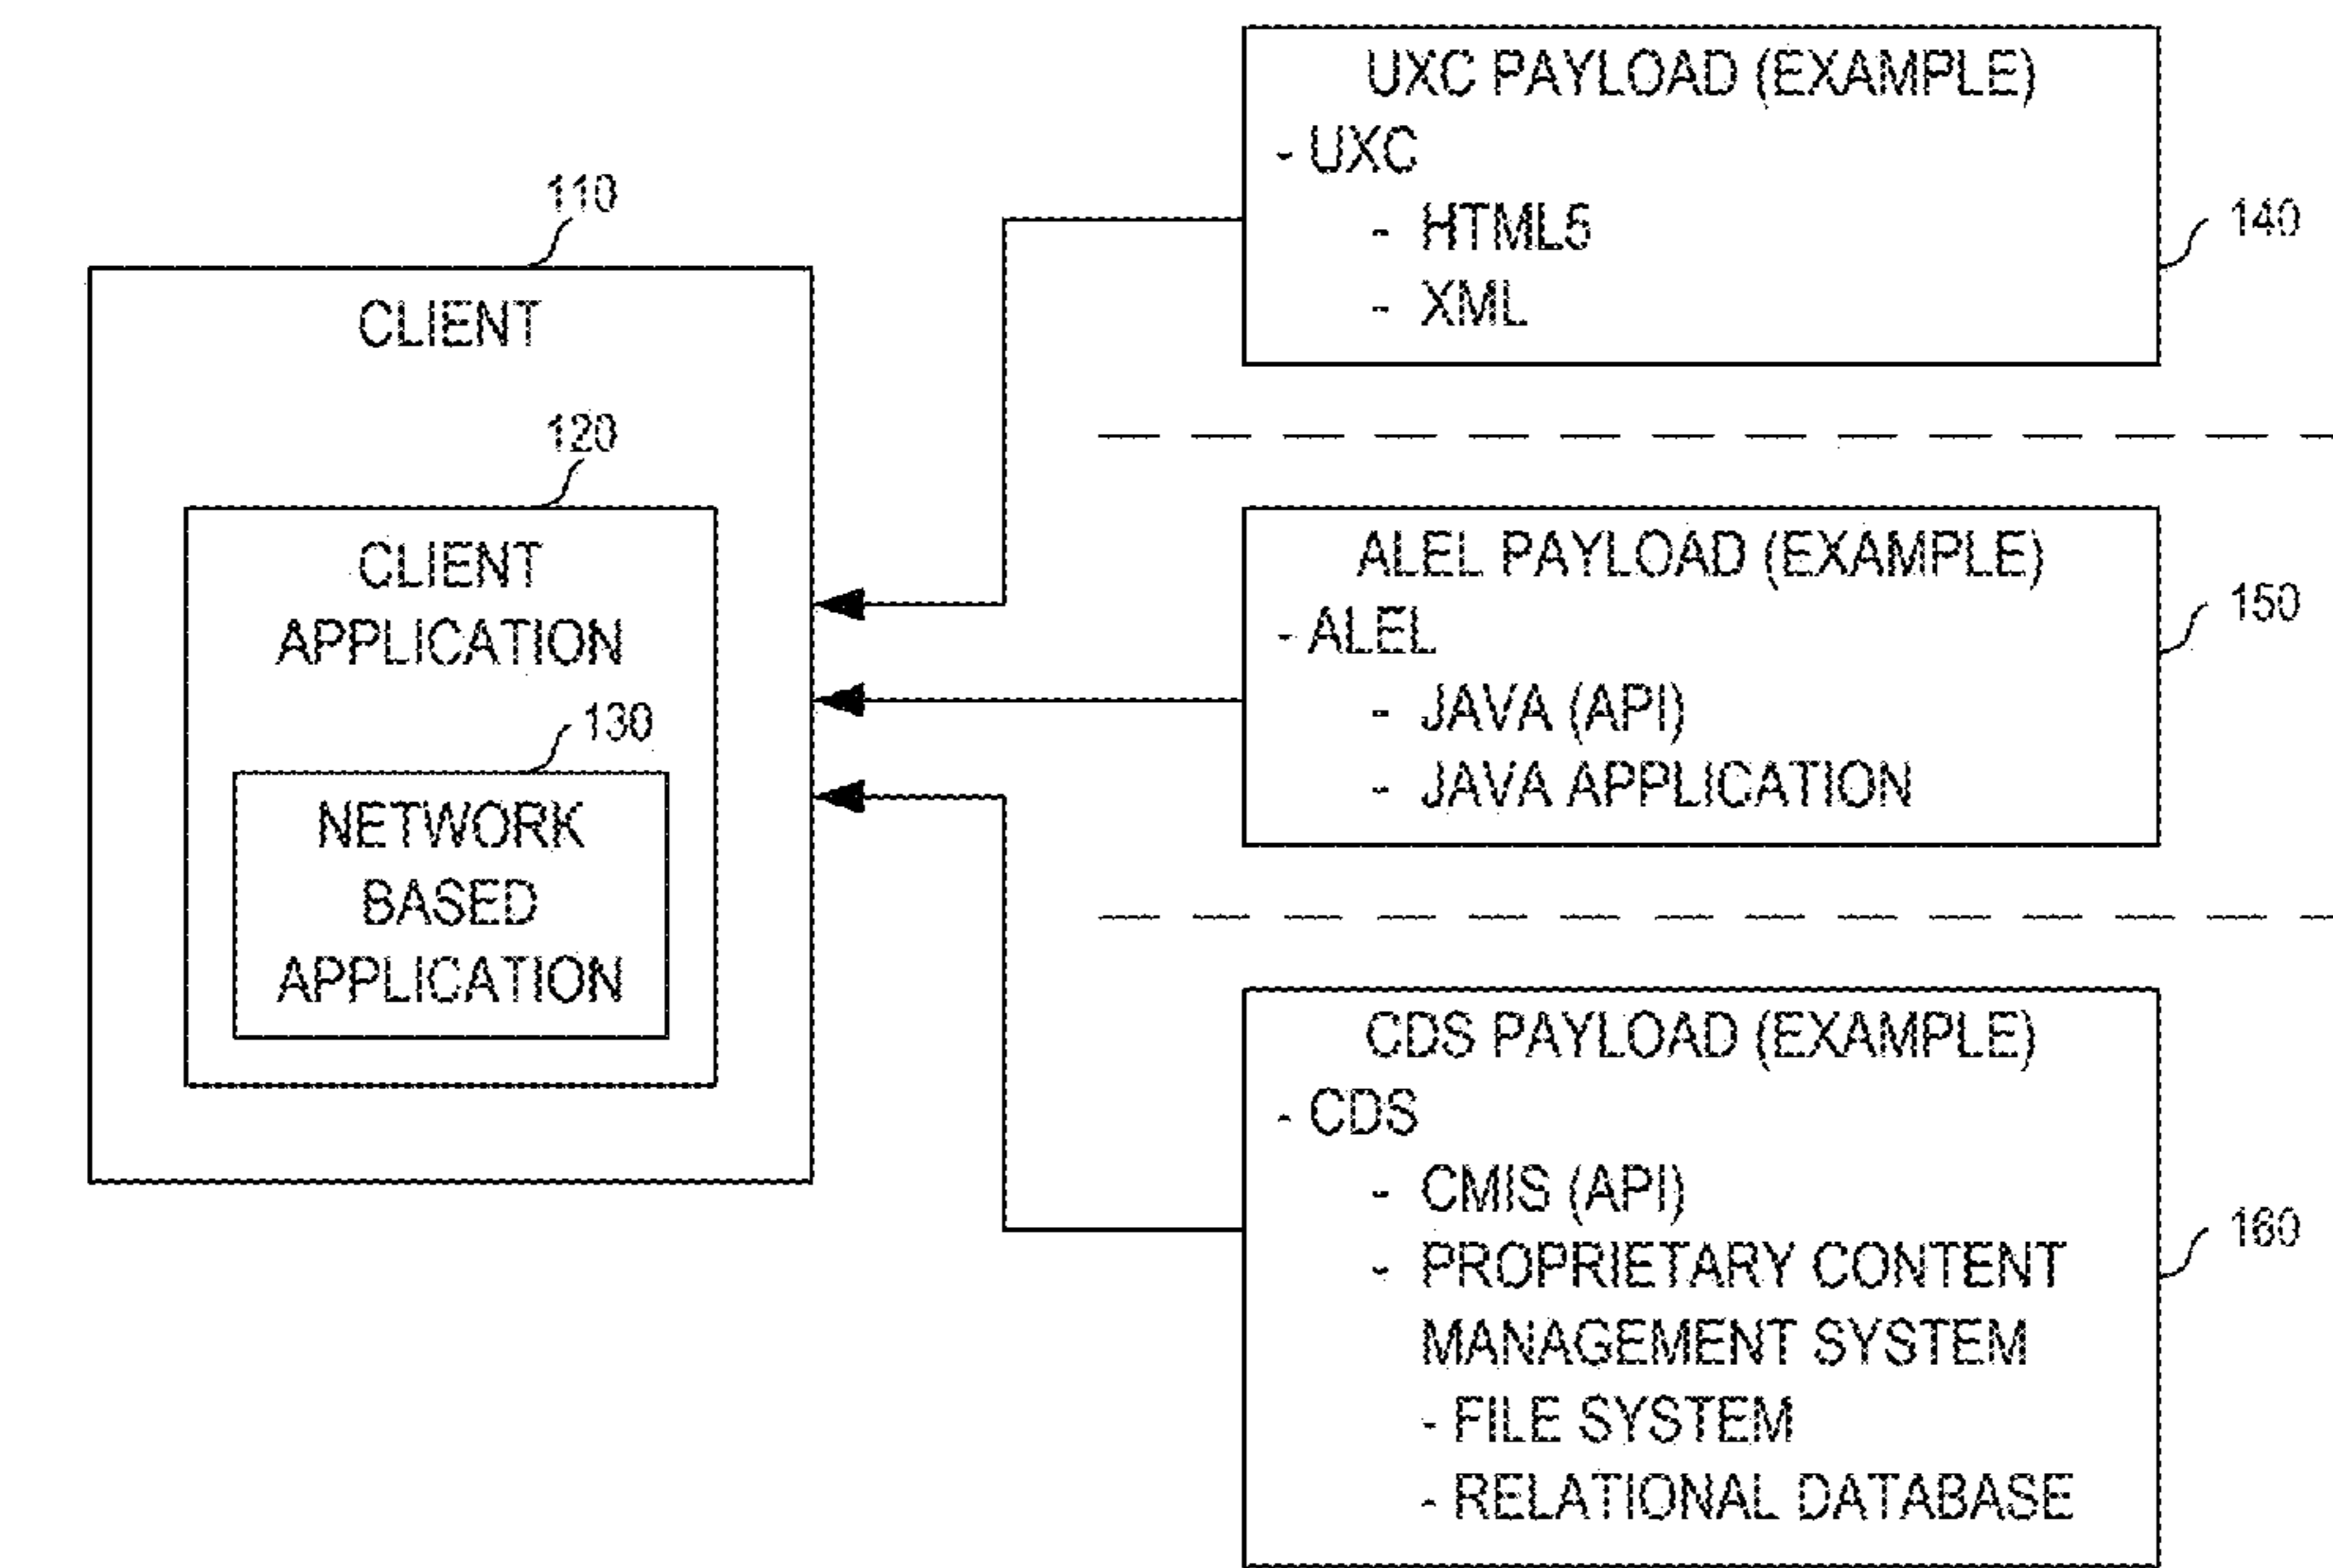 110
CLIENT
120
CLIENT
APPLICATION
130
NETWORK
BASED
APPLICATION
UXC PAYLOAD (EXAMPLE)
- UXC
- HTML5
- XML
140
ALEL PAYLOAD (EXAMPLE)
- ALEL
- JAVA (API)
- JAVA APPLICATION
150
CDS PAYLOAD (EXAMPLE)
- CDS
- CMIS (API)
- PROPRIETARY CONTENT
MANAGEMENT SYSTEM
- FILE SYSTEM
- RELATIONAL DATABASE
160